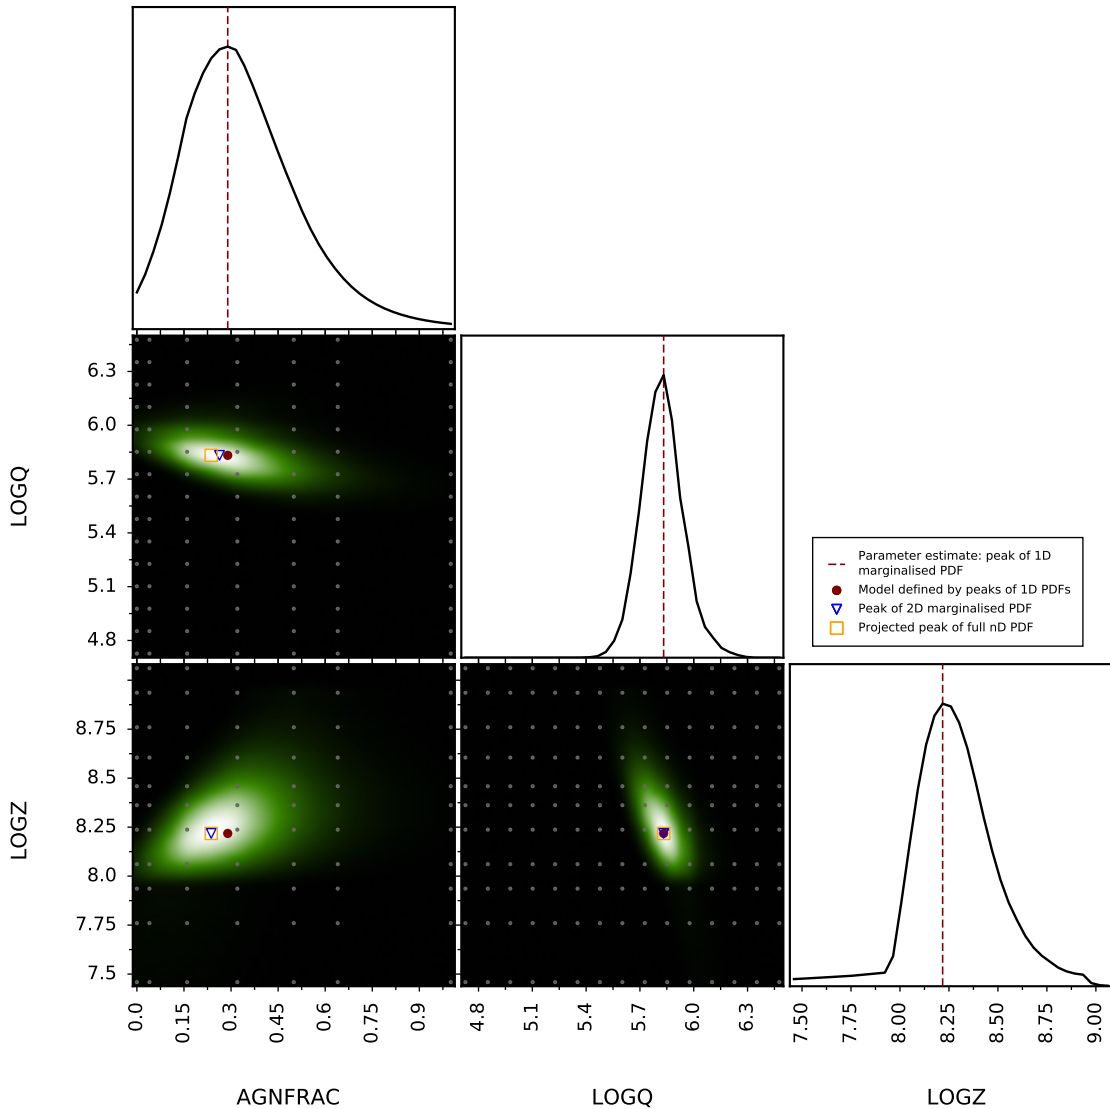 6.3
6.0
5.7
5.4
5.1
4.8
LOGQ
Parameter estimate: peak of 1D
marginalised PDF
Model defined by peaks of 1D PDFs
Peak of 2D marginalised PDF
Projected peak of full nD PDF
8.75
8.5
8.25
8.0
7.75
7.5
LOGZ
0.0 0.15 0.3 0.45 0.6 0.75 0.9
4.8 5.1 5.4 5.7 6.0 6.3
7.50 7.75 8.00 8.25 8.50 8.75 9.00
AGNFRAC LOGQ LOGZ